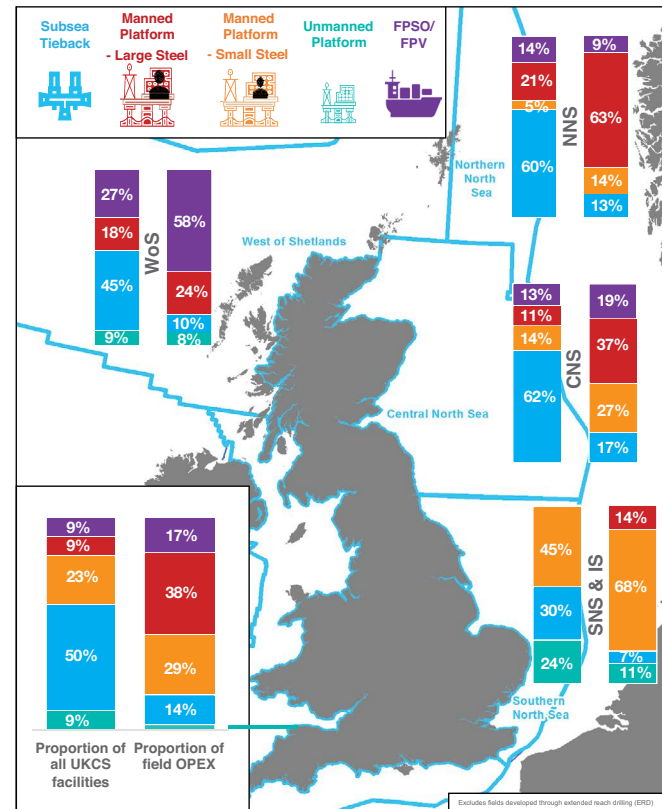 Subsea
Tieback
Manned
Platform
- Large Steel
Manned
Platform
- Small Steel
Unmanned
Platform
FPSO/
FPV
14%
21%
5%
60%
NNS
9%
63%
14%
13%
Northern
North
Sea
27%
18%
45%
9%
WoS
58%
24%
10%
8%
West of Shetlands
13%
11%
14%
62%
CNS
19%
37%
27%
17%
Central North Sea
45%
30%
24%
SNS & IS
14%
68%
7%
11%
Southern
North Sea
9%
9%
23%
50%
9%
17%
38%
29%
14%
Proportion of
all UKCS
facilities
Proportion of
field OPEX
Excludes fields developed through extended reach drilling (ERD)